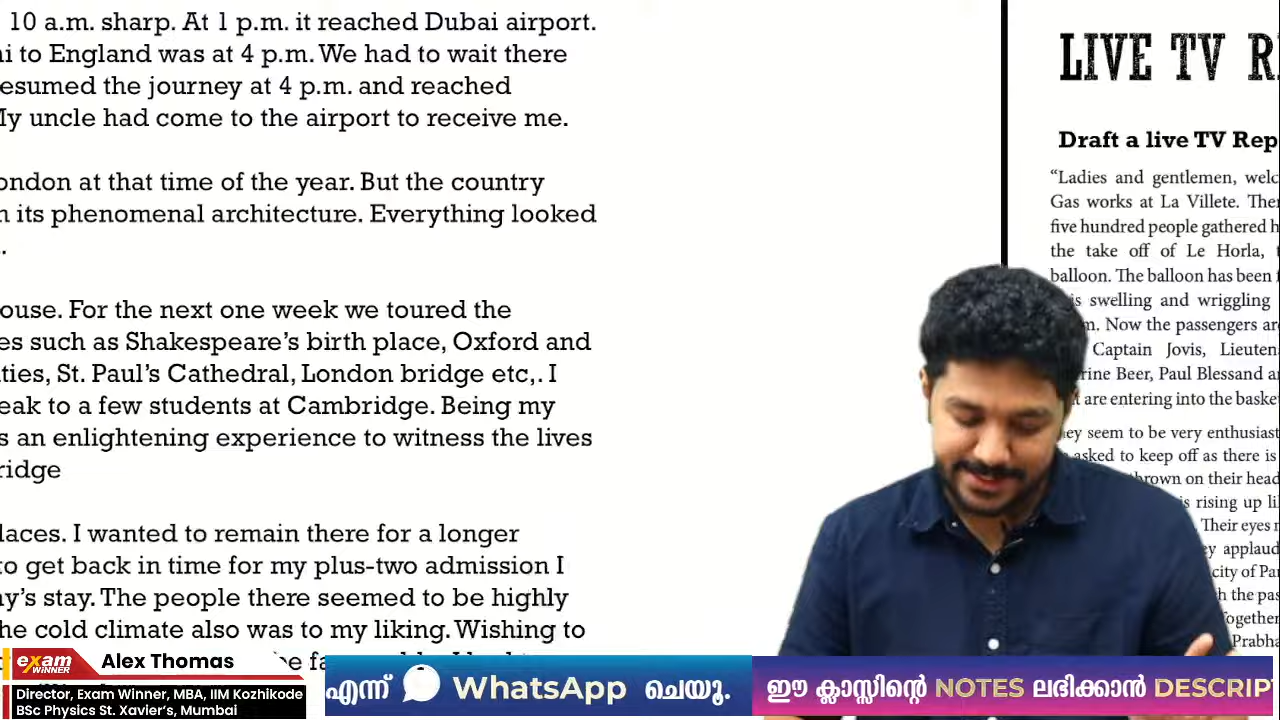 10 a.m. sharp. At 1 p.m. it reached Dubai airport.
to England was at 4 p.m. We had to wait there
esumed the journey at 4 p.m. and reached
My uncle had come to the airport to receive me.
ondon at that time of the year. But the country
its phenomenal architecture. Everything looked
ouse. For the next one week we toured the
es such as Shakespeare's birth place, Oxford and
ties, St. Paul's Cathedral, London bridge etc,. I
eak to a few students at Cambridge. Being my
s an enlightening experience to witness the lives
ridge
laces. I wanted to remain there for a longer
to get back in time for my plus-two admission I
ay's stay. The people there seemed to be highly
he cold climate also was to my liking. Wishing to
LIVE TV R
Draft a live TV Rep
"Ladies and gentlemen, welc
Gas works at La Villete. Ther
five hundred people gathered h
the take off of Le Horla, t
balloon. The balloon has been f
is swelling and wriggling
m. Now the passengers are
Captain Jovis, Lieuten
rine Beer, Paul Blessand a
t are entering into the baske
ey seem to be very enthusiast
asked to keep off as there is
thrown on their head
is rising up li
Their eyes
ey applaud
city of Pa
h the pas
ogether
Prabha
exam WINNER
Alex Thomas
Director, Exam Winner, MBA, IIM Kozhikode
BSc Physics St. Xavier's, Mumbai
എന്ന് WhatsApp ചെയൂ.
ഈ ക്ലാസ്സിന്റെ NOTES ലഭിക്കാൻ DESCRIP